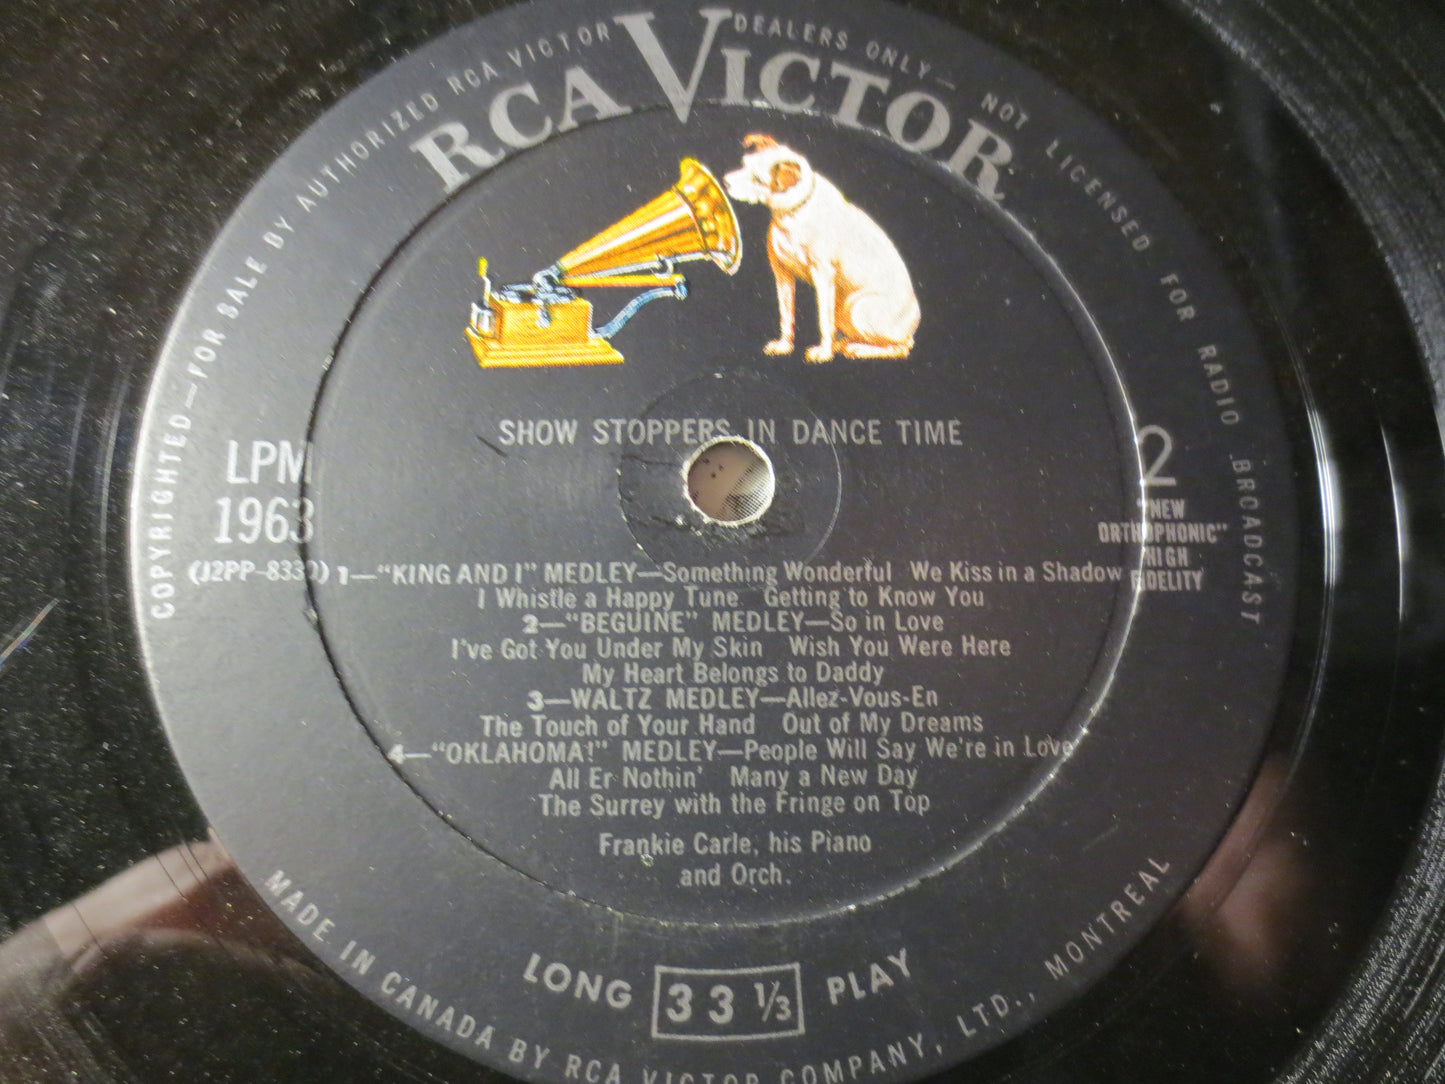 COPYRIGHTED—FOR SALE BY AUTHORIZED RCA VICTOR DEALERS ONLY—NOT LICENSED FOR RADIO BROADCAST
RCA VICTOR
SHOW STOPPERS IN DANCE TIME
LPM
1963
2
"NEW
ORTHOPHONIC"
HIGH
FIDELITY
1—"KING AND I" MEDLEY—Something Wonderful We Kiss in a Shadow
I Whistle a Happy Tune Getting to Know You
2—"BEGUINE" MEDLEY—So in Love
I've Got You Under My Skin Wish You Were Here
My Heart Belongs to Daddy
3—WALTZ MEDLEY—Allez-Vous-En
The Touch of Your Hand Out of My Dreams
4—"OKLAHOMA!" MEDLEY—People Will Say We're in Love
All Er Nothin' Many a New Day
The Surrey with the Fringe on Top
Frankie Carle, his Piano
and Orch.
LONG 33 1/3 PLAY
MADE IN CANADA BY RCA VICTOR COMPANY, LTD., MONTREAL